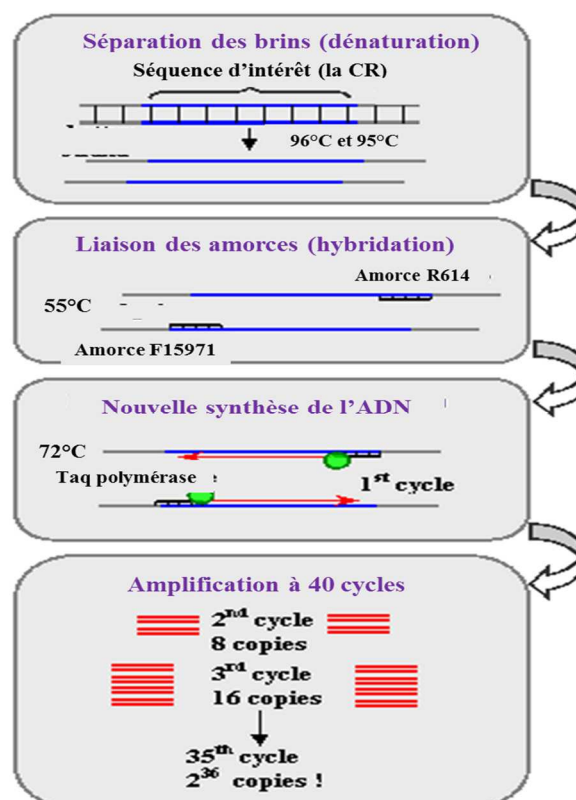 Séparation des brins (dénaturation)
Séquence d’intérêt (la CR)
96°C et 95°C
Liaison des amorces (hybridation)
Amorce R614
55°C
Amorce F15971
Nouvelle synthèse de l’ADN
72°C
Taq polymérase
1st cycle
Amplification à 40 cycles
2nd cycle
8 copies
3rd cycle
16 copies
35th cycle
2^36 copies !